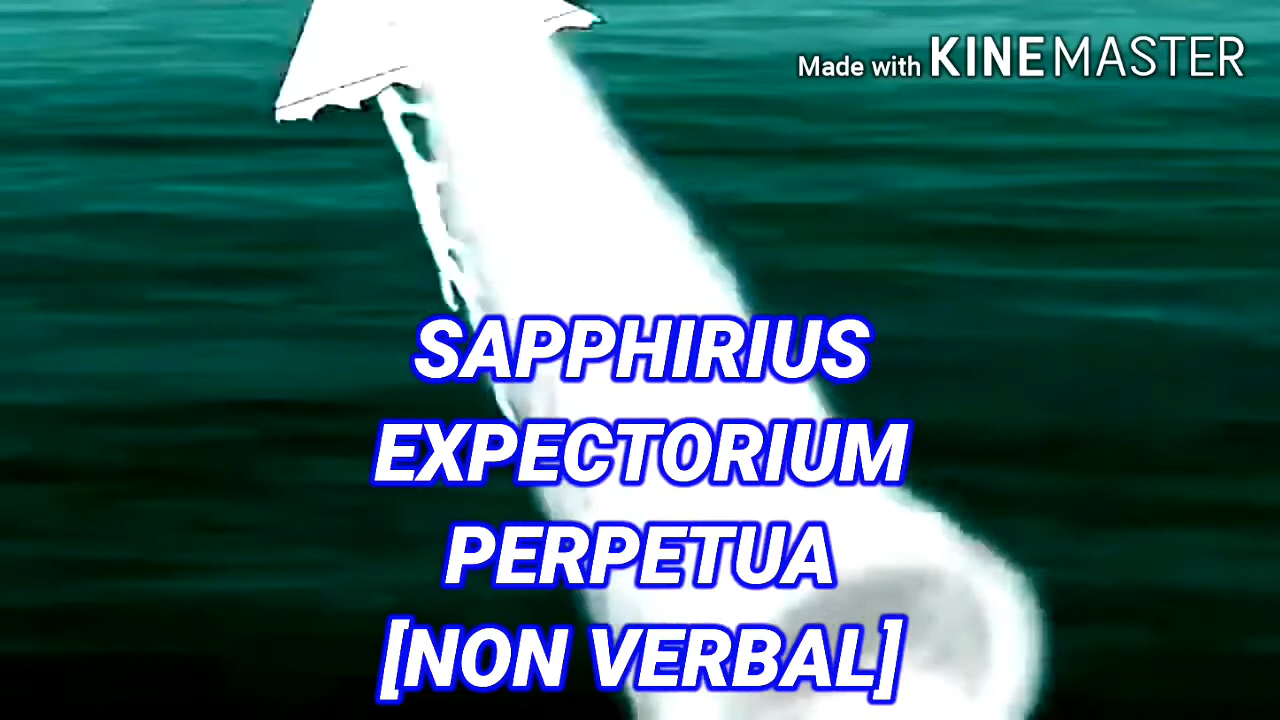 Made with KINEMASTER
SAPPHIRIUS
EXPECTORIUM
PERPETUA
[NON VERBAL]